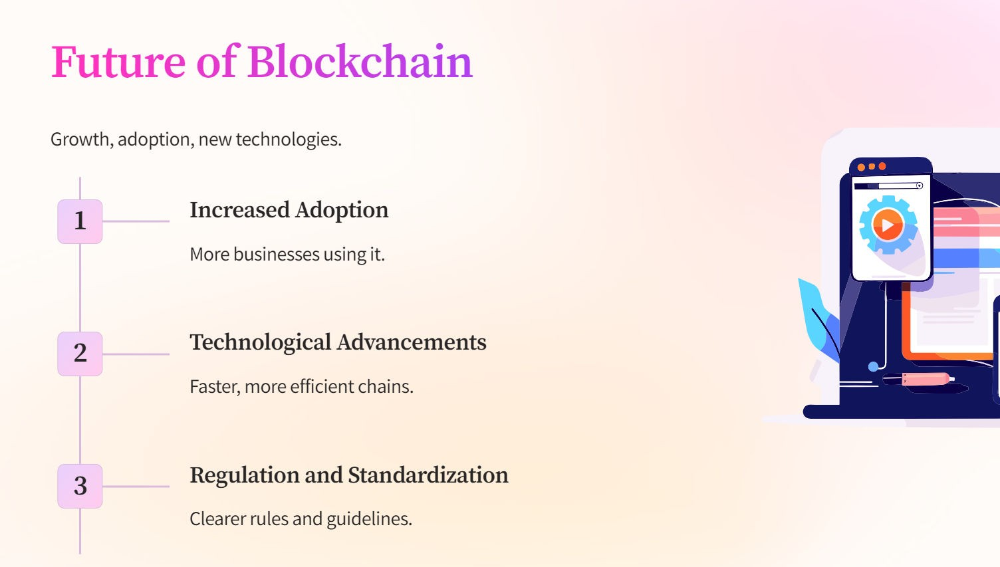 Future of Blockchain
Growth, adoption, new technologies.
1
Increased Adoption
More businesses using it.
2
Technological Advancements
Faster, more efficient chains.
3
Regulation and Standardization
Clearer rules and guidelines.